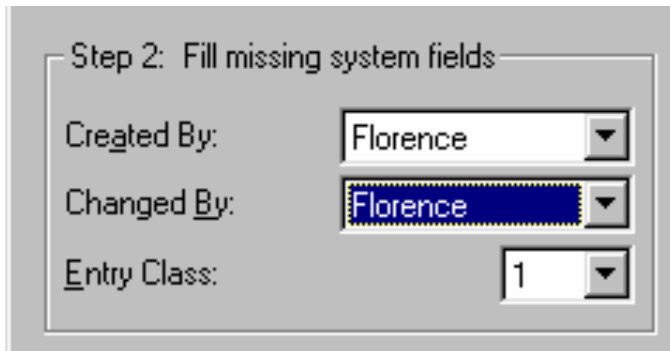 Step 2: Fill missing system fields
Created By: Florence
Changed By: Florence
Entry Class: 1